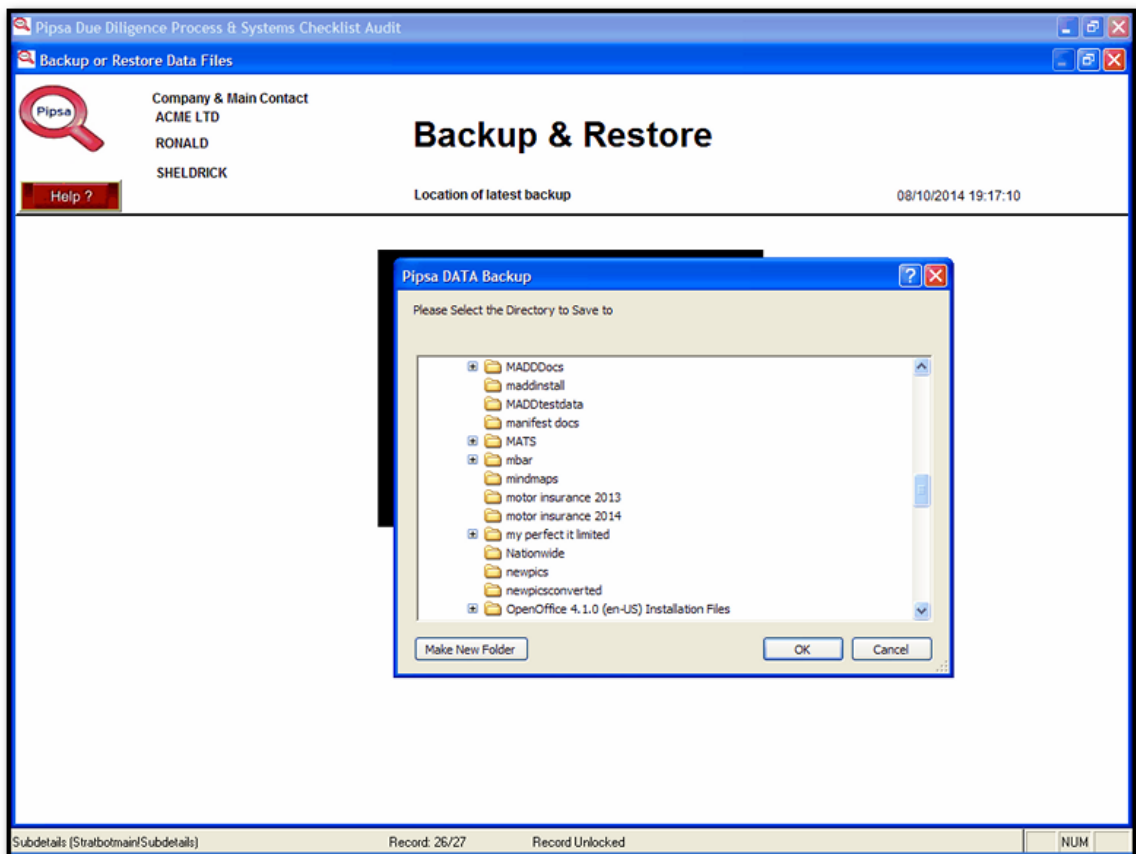 Pipsa Due Diligence Process & Systems Checklist Audit
Backup or Restore Data Files
Pipsa
Company & Main Contact
ACME LTD
RONALD
SHELDRICK
Backup & Restore
Help ?
Location of latest backup
08/10/2014 19:17:10
Pipsa DATA Backup
Please Select the Directory to Save to
MADDDocs
maddinstall
MADDtestdata
manifest docs
MATS
mbar
mindmaps
motor insurance 2013
motor insurance 2014
my perfect it limited
Nationwide
newpics
newpicsconverted
OpenOffice 4.1.0 (en-US) Installation Files
Make New Folder
OK
Cancel
Subdetails (Stratbotmain!Subdetails)
Record: 26/27
Record Unlocked
NUM